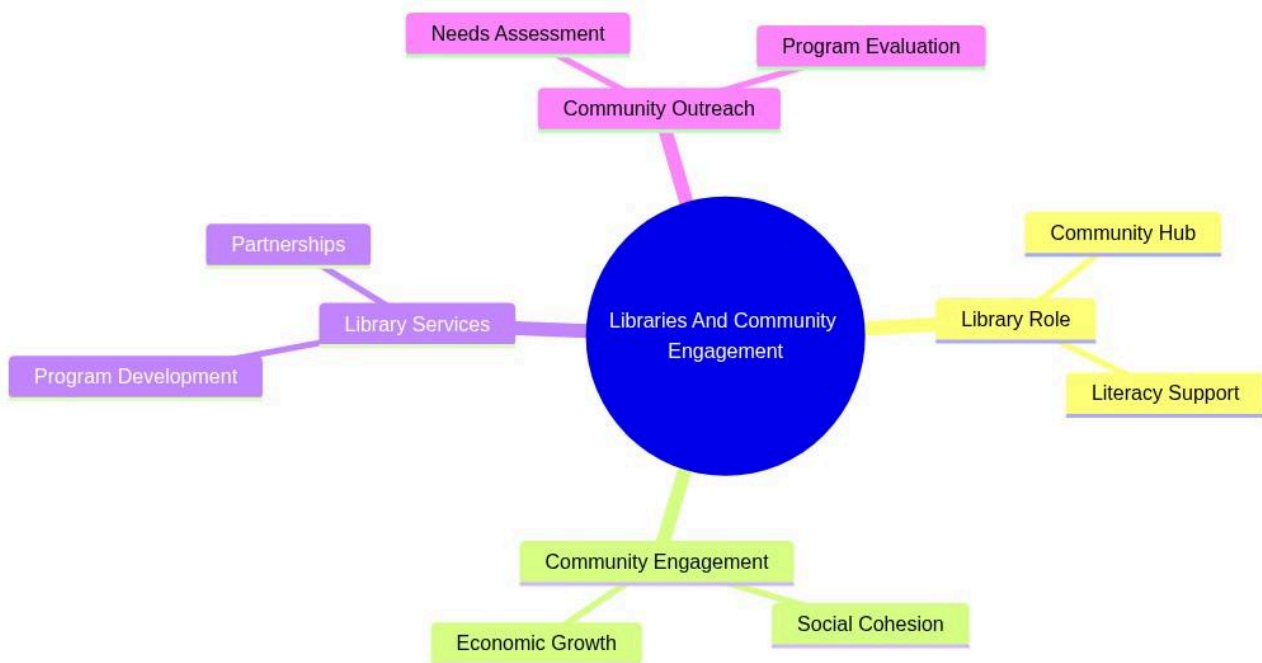 Needs Assessment
Program Evaluation
Community Outreach
Partnerships
Community Hub
Library Services
Libraries And Community
Engagement
Library Role
Program Development
Literacy Support
Community Engagement
Economic Growth
Social Cohesion